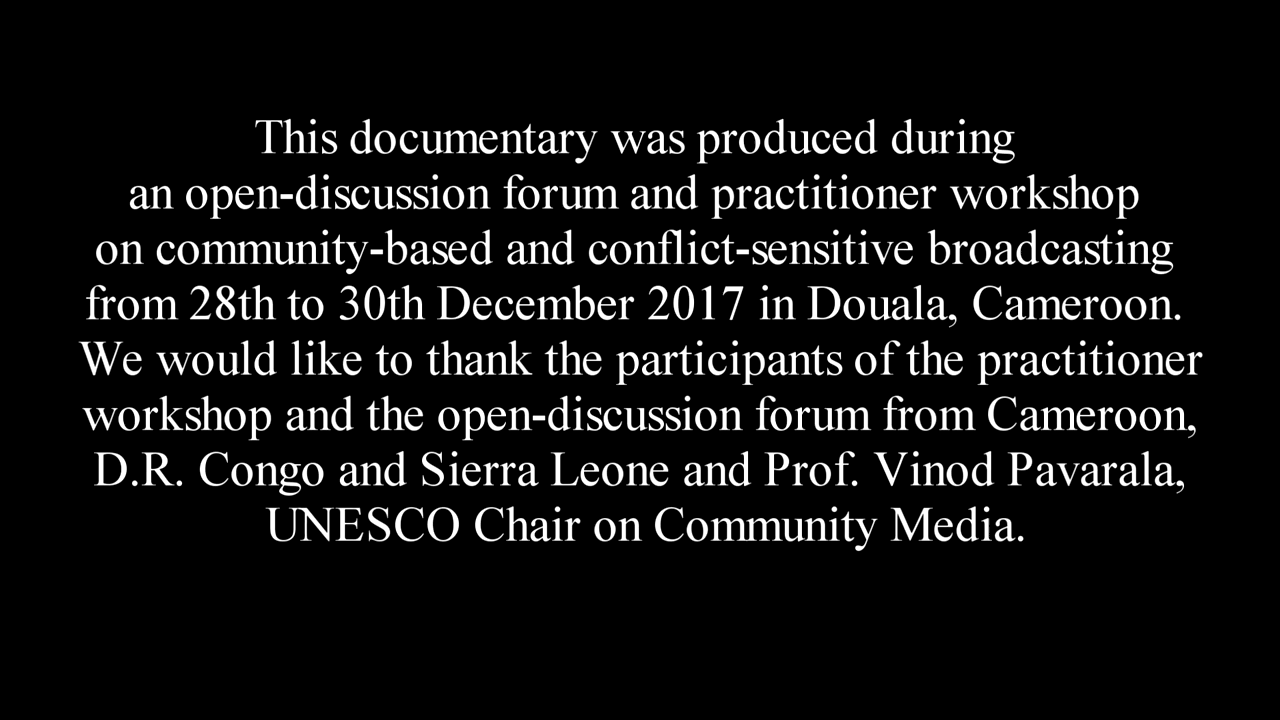 This documentary was produced during
an open-discussion forum and practitioner workshop
on community-based and conflict-sensitive broadcasting
from 28th to 30th December 2017 in Douala, Cameroon.
We would like to thank the participants of the practitioner
workshop and the open-discussion forum from Cameroon,
D.R. Congo and Sierra Leone and Prof. Vinod Pavarala,
UNESCO Chair on Community Media.